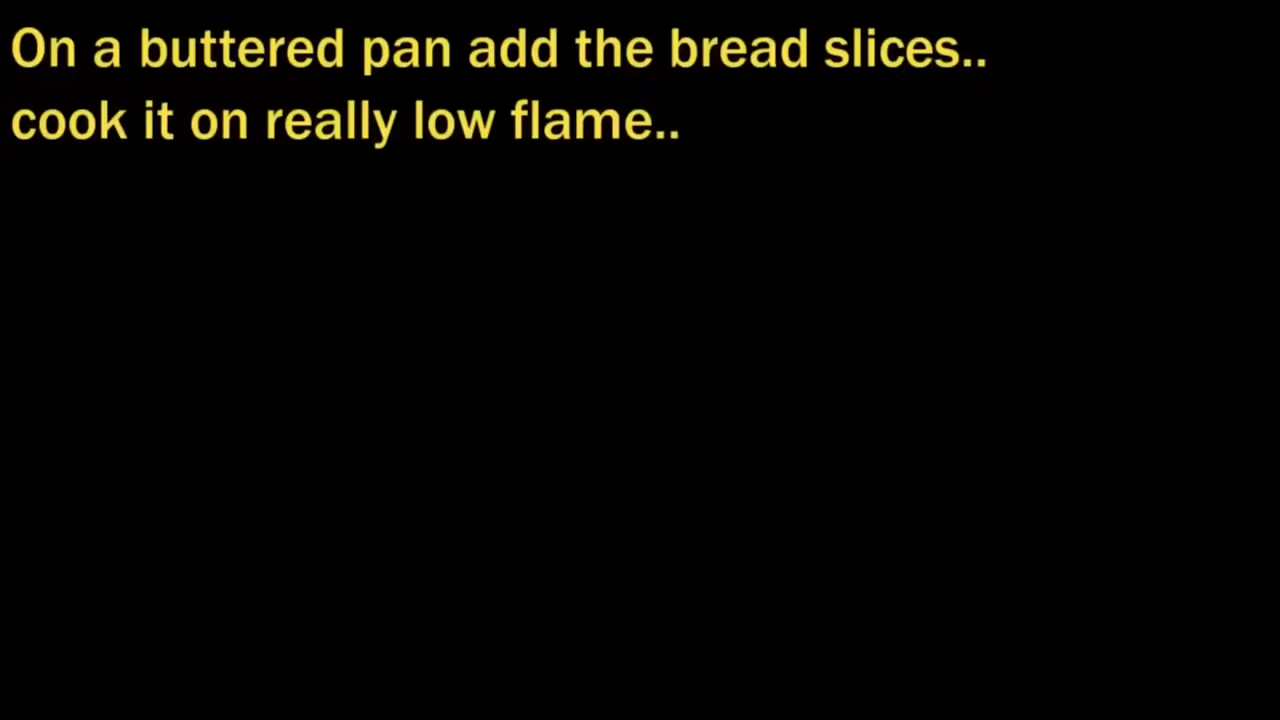 On a buttered pan add the bread slices..
cook it on really low flame..